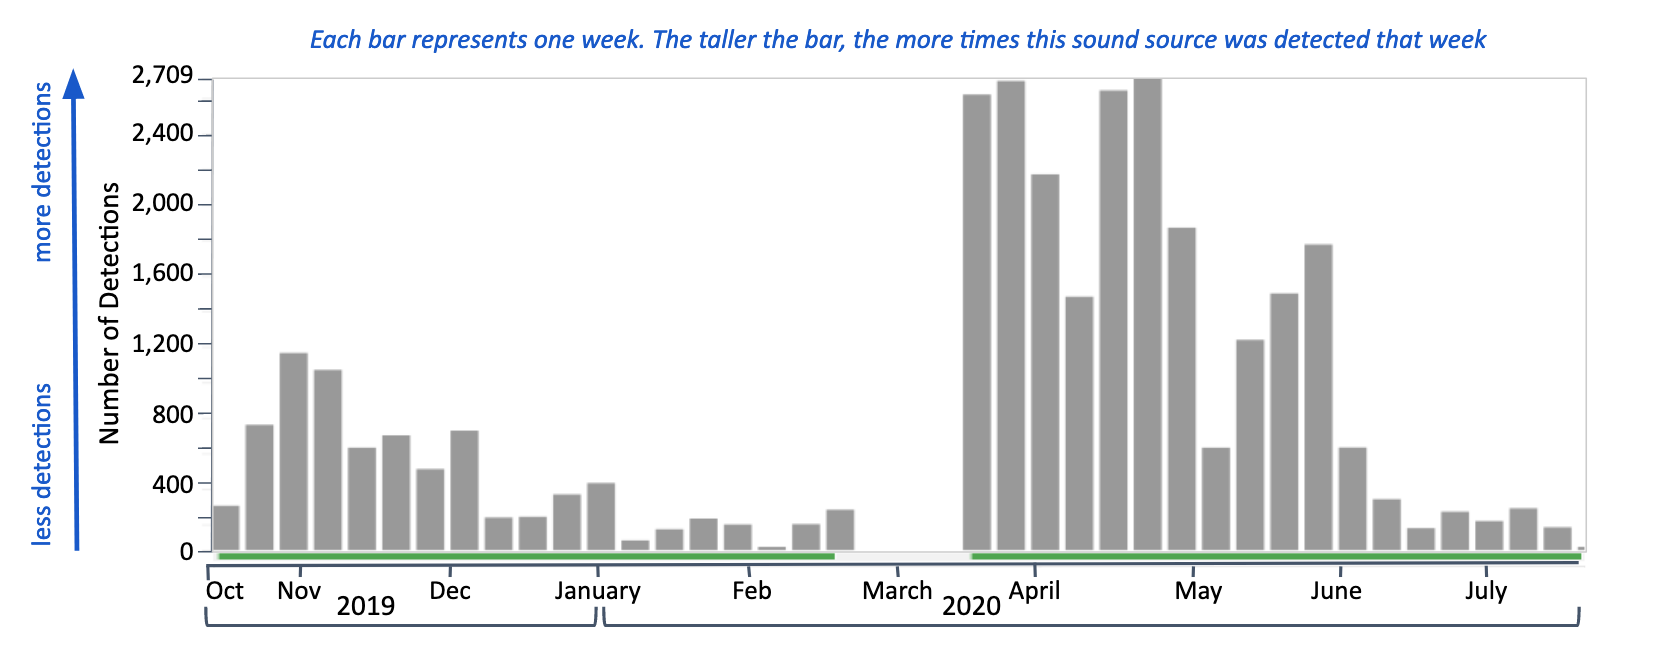 Each bar represents one week. The taller the bar, the more times this sound source was detected that week
more detections
less detections
Number of Detections
2,709
2,400
2,000
1,600
1,200
800
400
0
Oct Nov Dec January Feb March April May June July
2019 2020